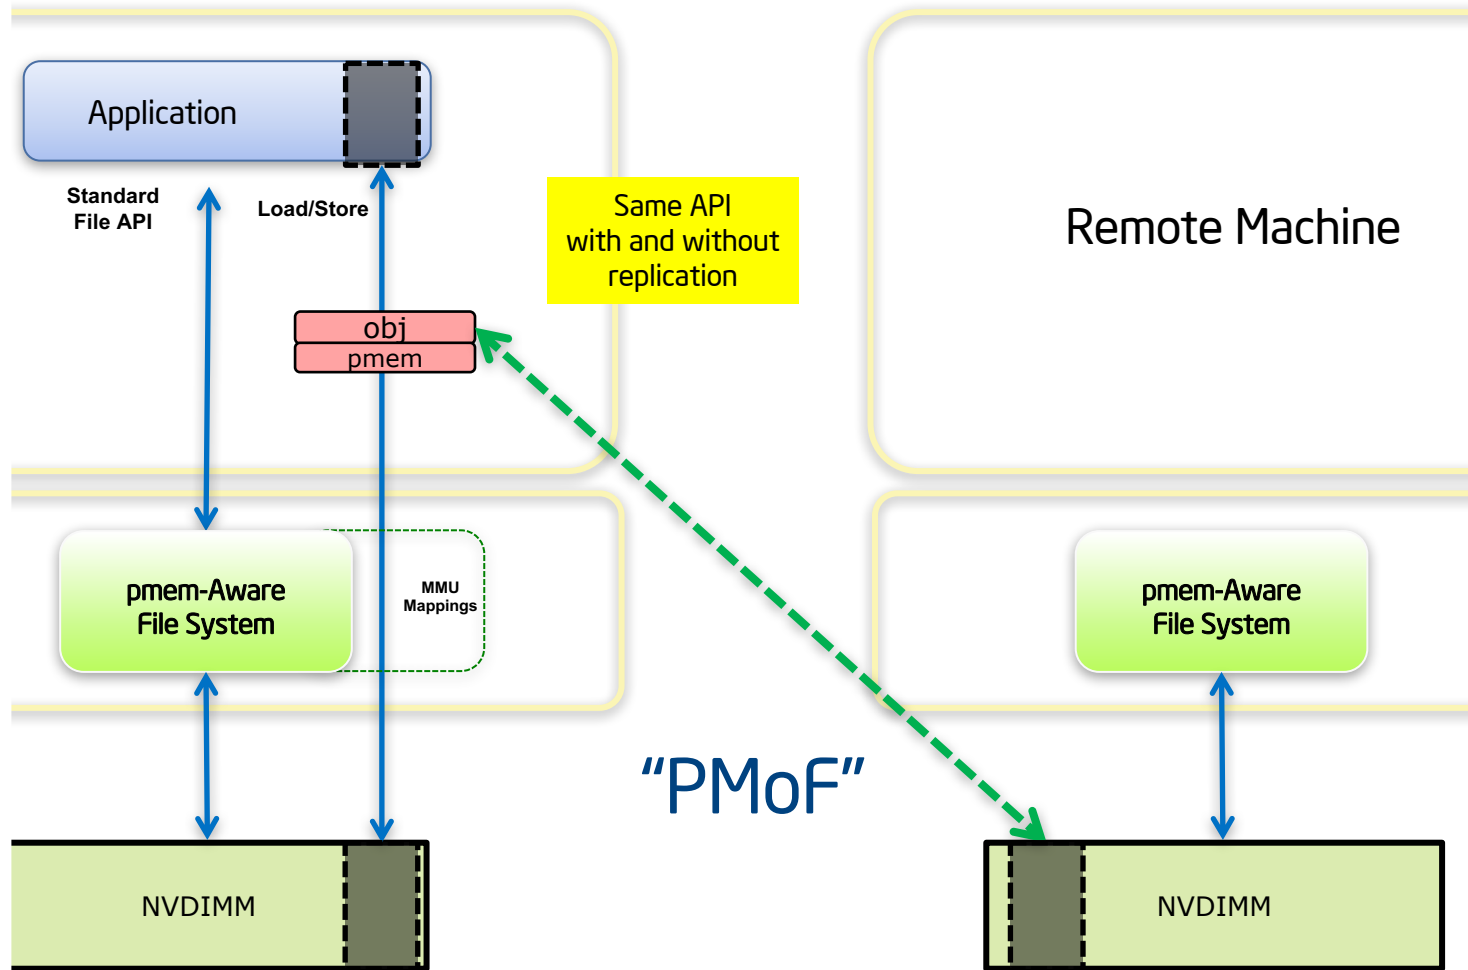 Application
Standard
File API
Load/Store
Same API
with and without
replication
Remote Machine
obj
pmem
pmem-Aware
File System
MMU
Mappings
pmem-Aware
File System
“PMoF”
NVDIMM
NVDIMM